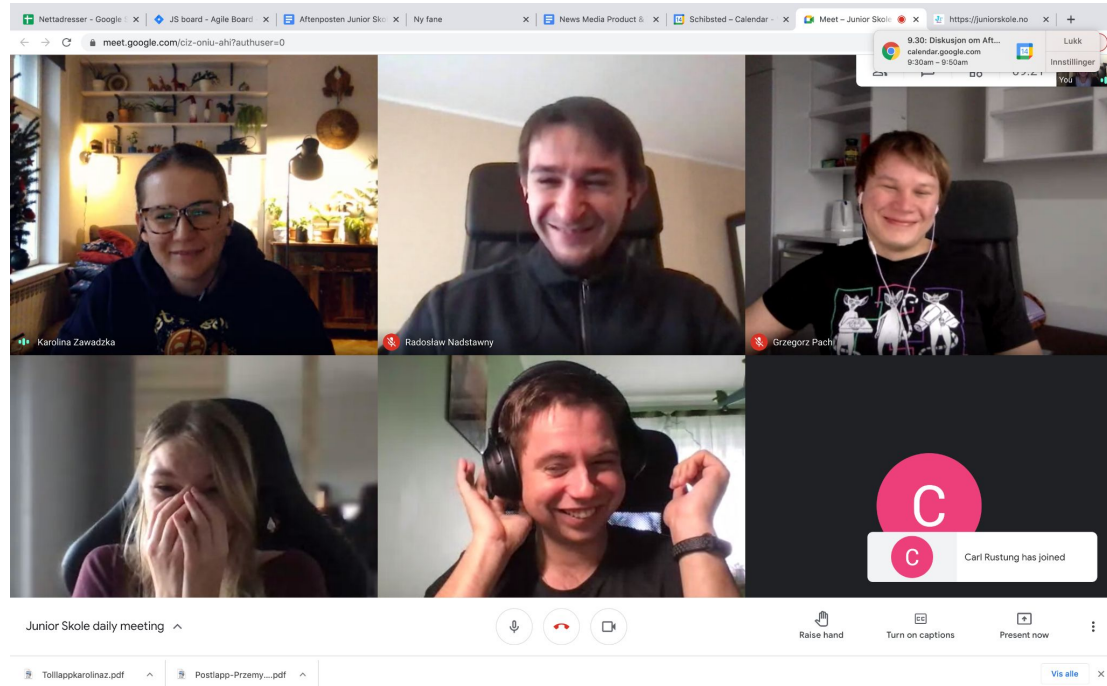 Nettadresser - Google S
JS board - Agile Board
Aftenposten Junior Sko
Ny fane
News Media Product &
Schibsted – Calendar -
Meet – Junior Skole
https://juniorskole.no
meet.google.com/ciz-oniu-ahi?authuser=0
9.30: Diskusjon om Aft...
calendar.google.com
9:30am – 9:50am
14
Lukk
Innstillinger
You
Karolina Zawadzka
Radosław Nadstawny
Grzegorz Pach
C
C
Carl Rustung has joined
Junior Skole daily meeting
Raise hand
CC
Turn on captions
Present now
Tolllappkarolinaz.pdf
Postlapp-Przemy....pdf
Vis alle